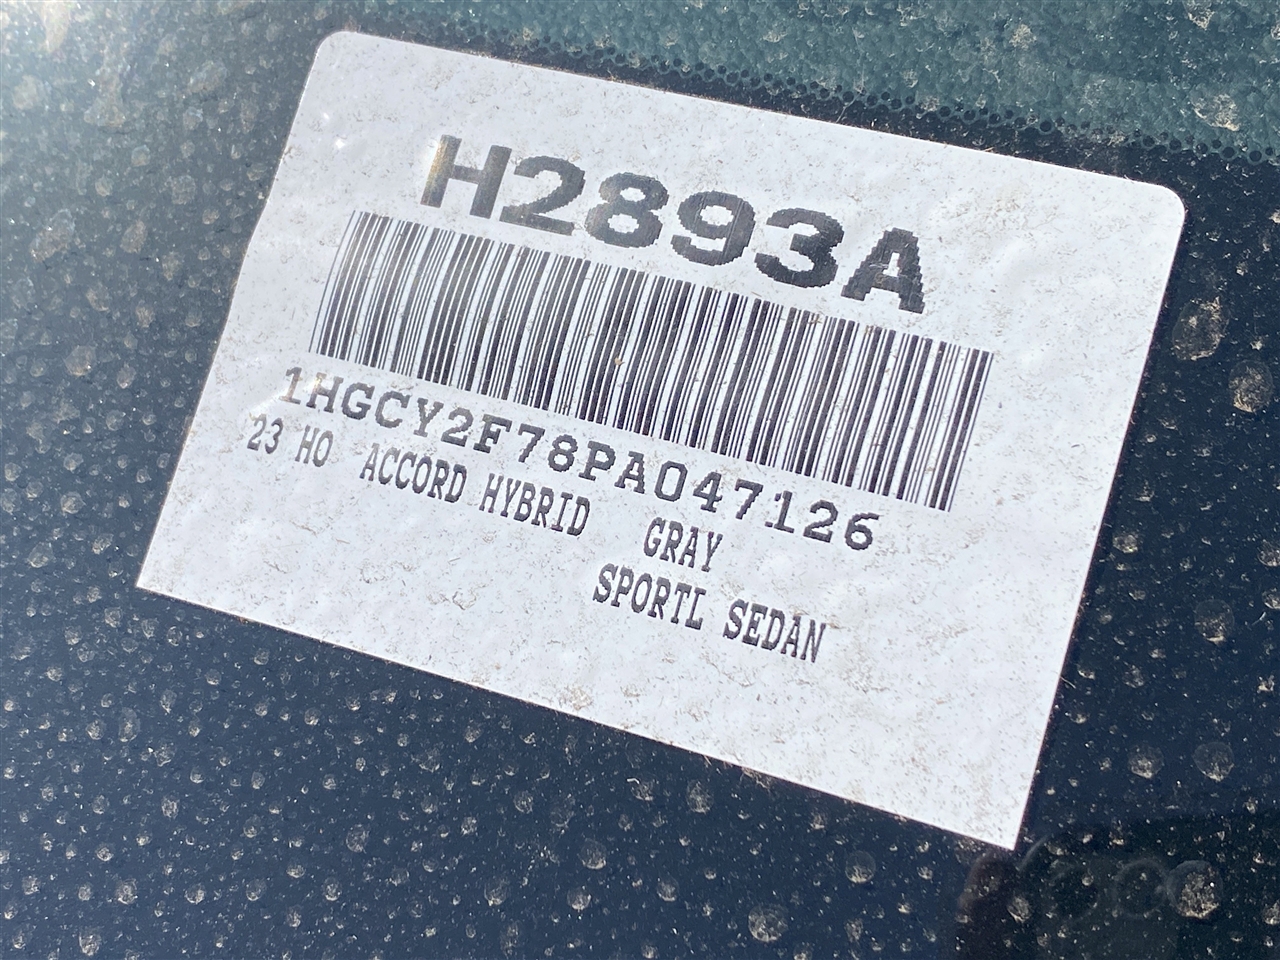 H2893A
1HGCY2F78PA047126
23 HO ACCORD HYBRID GRAY
SPORTL SEDAN